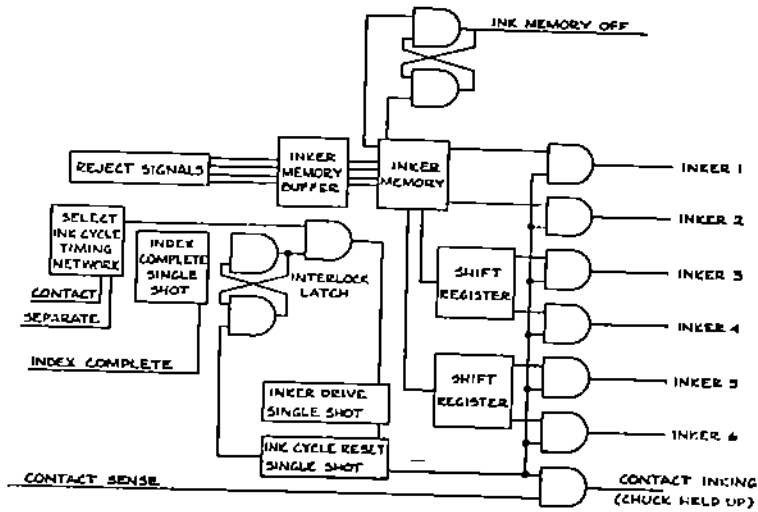 INK MEMORY OFF
REJECT SIGNALS
INKER
MEMORY
BUFFER
INKER
MEMORY
INKER 1
SELECT
INK CYCLE
TIMING
NETWORK
INDEX
COMPLETE
SINGLE
SHOT
INTERLOCK
LATCH
INKER 2
SHIFT
REGISTER
INKER 3
CONTACT
SEPARATE
INKER 4
INDEX COMPLETE
SHIFT
REGISTER
INKER 5
INKER DRIVE
SINGLE SHOT
INKER 6
INK CYCLE RESET
SINGLE SHOT
CONTACT SENSE
CONTACT INKING
(CHUCK HELD UP)